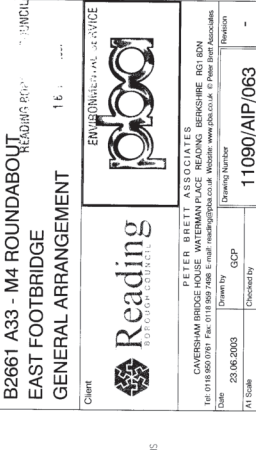 B2661 A33 - M4 ROUNDABOUT
EAST FOOTBRIDGE
GENERAL ARRANGEMENT
READING
16
Client
Reading
BOROUGH COUNCIL
pba
PETER BRETT ASSOCIATES
CAVERSHAM BRIDGE HOUSE WATERMAN PLACE READING BERKSHIRE RG1 8DN
Tel: 0118 950 0761 Fax: 0118 959 7498 E-mail: reading@pba.co.uk Website: www.pba.co.uk © Peter Brett Associates
Date
23.06.2003
Drawn by
GCP
Drawing Number
11090/AIP/063
Revision
-
A1 Scale
Checked by